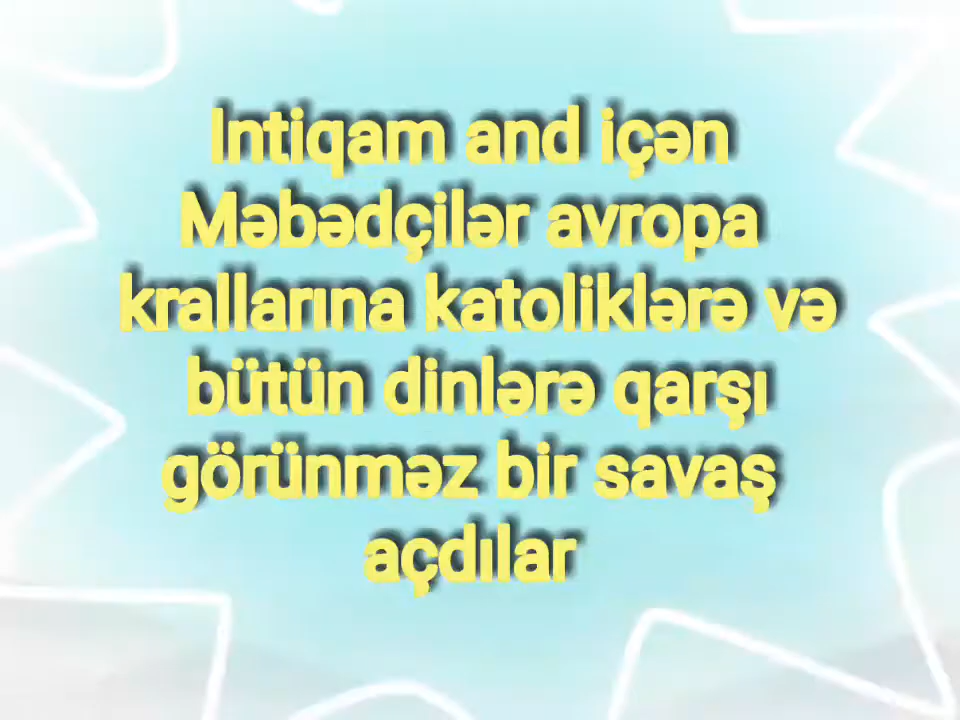 Intiqam and içən
Məbədçilər avropa
krallarına katoliklərə və
bütün dinlərə qarşı
görünməz bir savaş
açdılar